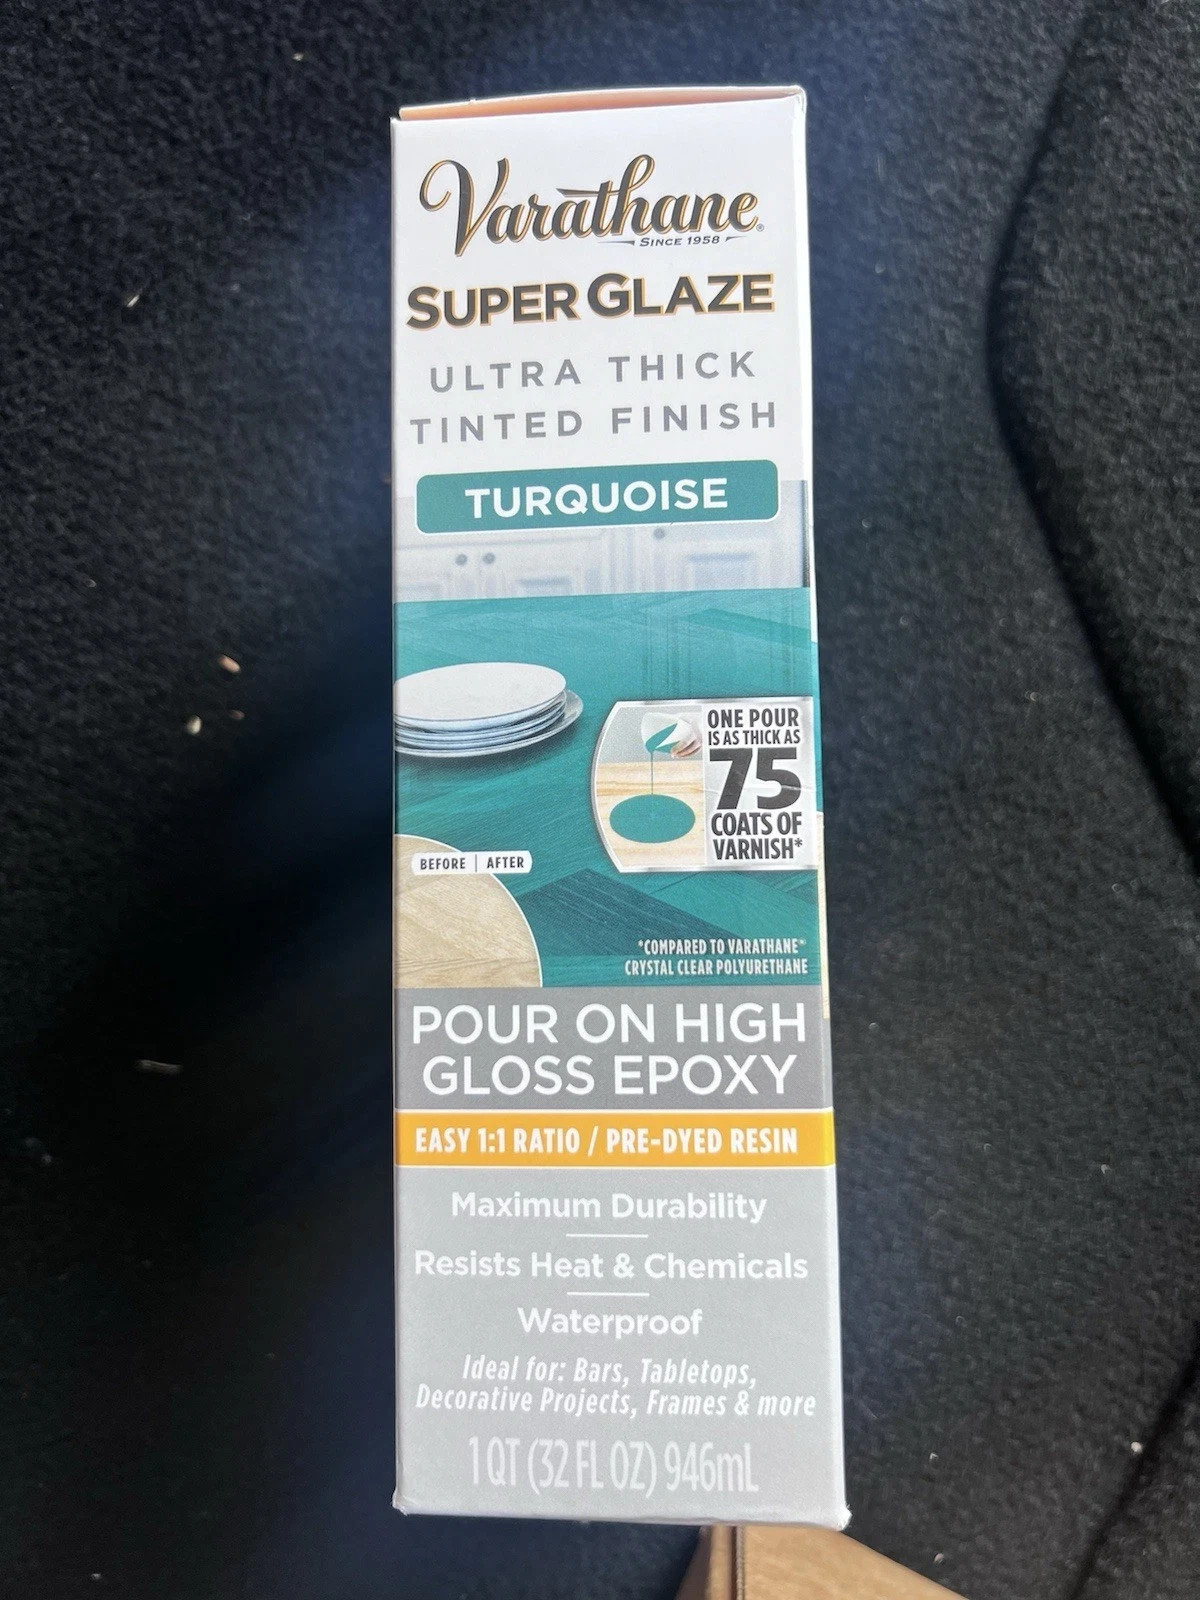 Varathane®
SINCE 1958
SUPER GLAZE
ULTRA THICK
TINTED FINISH
TURQUOISE
ONE POUR
IS AS THICK AS
75
COATS OF
VARNISH*
BEFORE | AFTER
*COMPARED TO VARATHANE®
CRYSTAL CLEAR POLYURETHANE
POUR ON HIGH
GLOSS EPOXY
EASY 1:1 RATIO / PRE-DYED RESIN
Maximum Durability
Resists Heat & Chemicals
Waterproof
Ideal for: Bars, Tabletops,
Decorative Projects, Frames & more
1 QT (32 FL OZ) 946mL